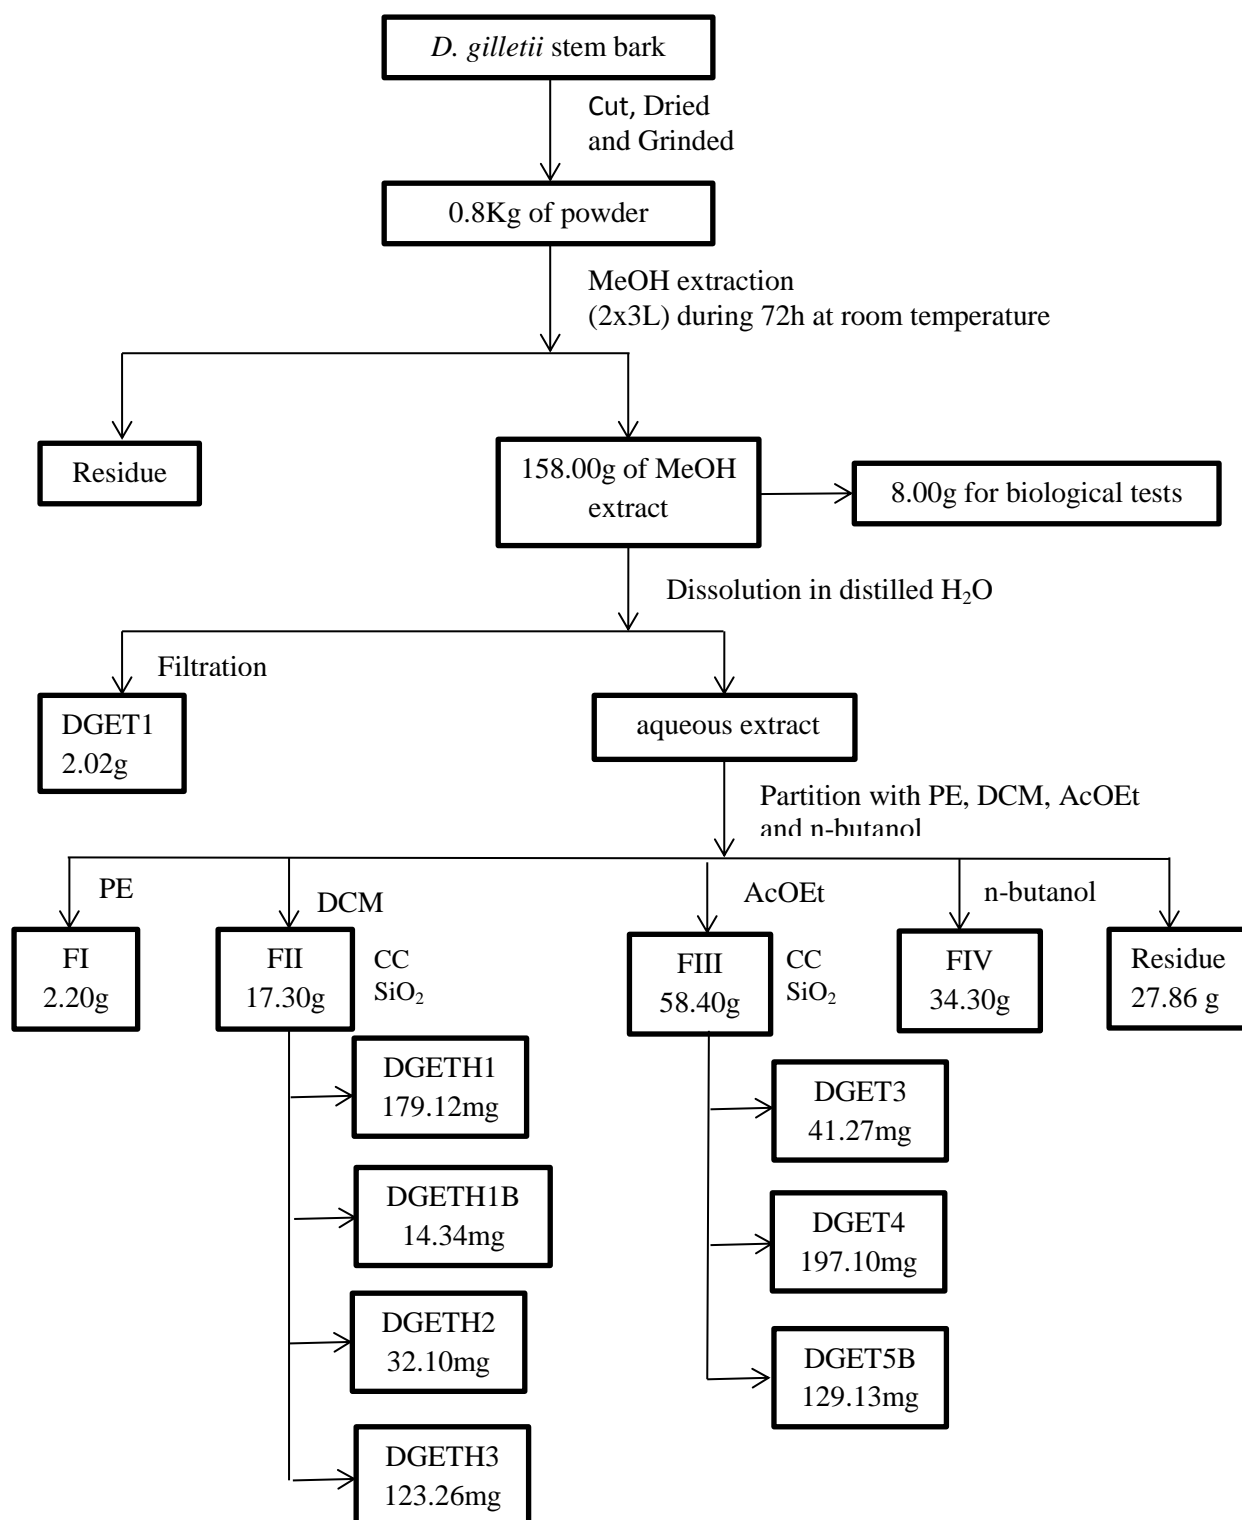 D. gilletii stem bark
Cut, Dried
and Grinded
0.8Kg of powder
MeOH extraction
(2x3L) during 72h at room temperature
Residue
158.00g of MeOH
extract
8.00g for biological tests
Dissolution in distilled H₂O
Filtration
DGET1
2.02g
aqueous extract
Partition with PE, DCM, AcOEt
and n-butanol
PE
DCM
AcOEt
n-butanol
FI
2.20g
FII
17.30g
CC
SiO₂
FIII
58.40g
CC
SiO₂
FIV
34.30g
Residue
27.86 g
DGETH1
179.12mg
DGETH1B
14.34mg
DGETH2
32.10mg
DGETH3
123.26mg
DGET3
41.27mg
DGET4
197.10mg
DGET5B
129.13mg